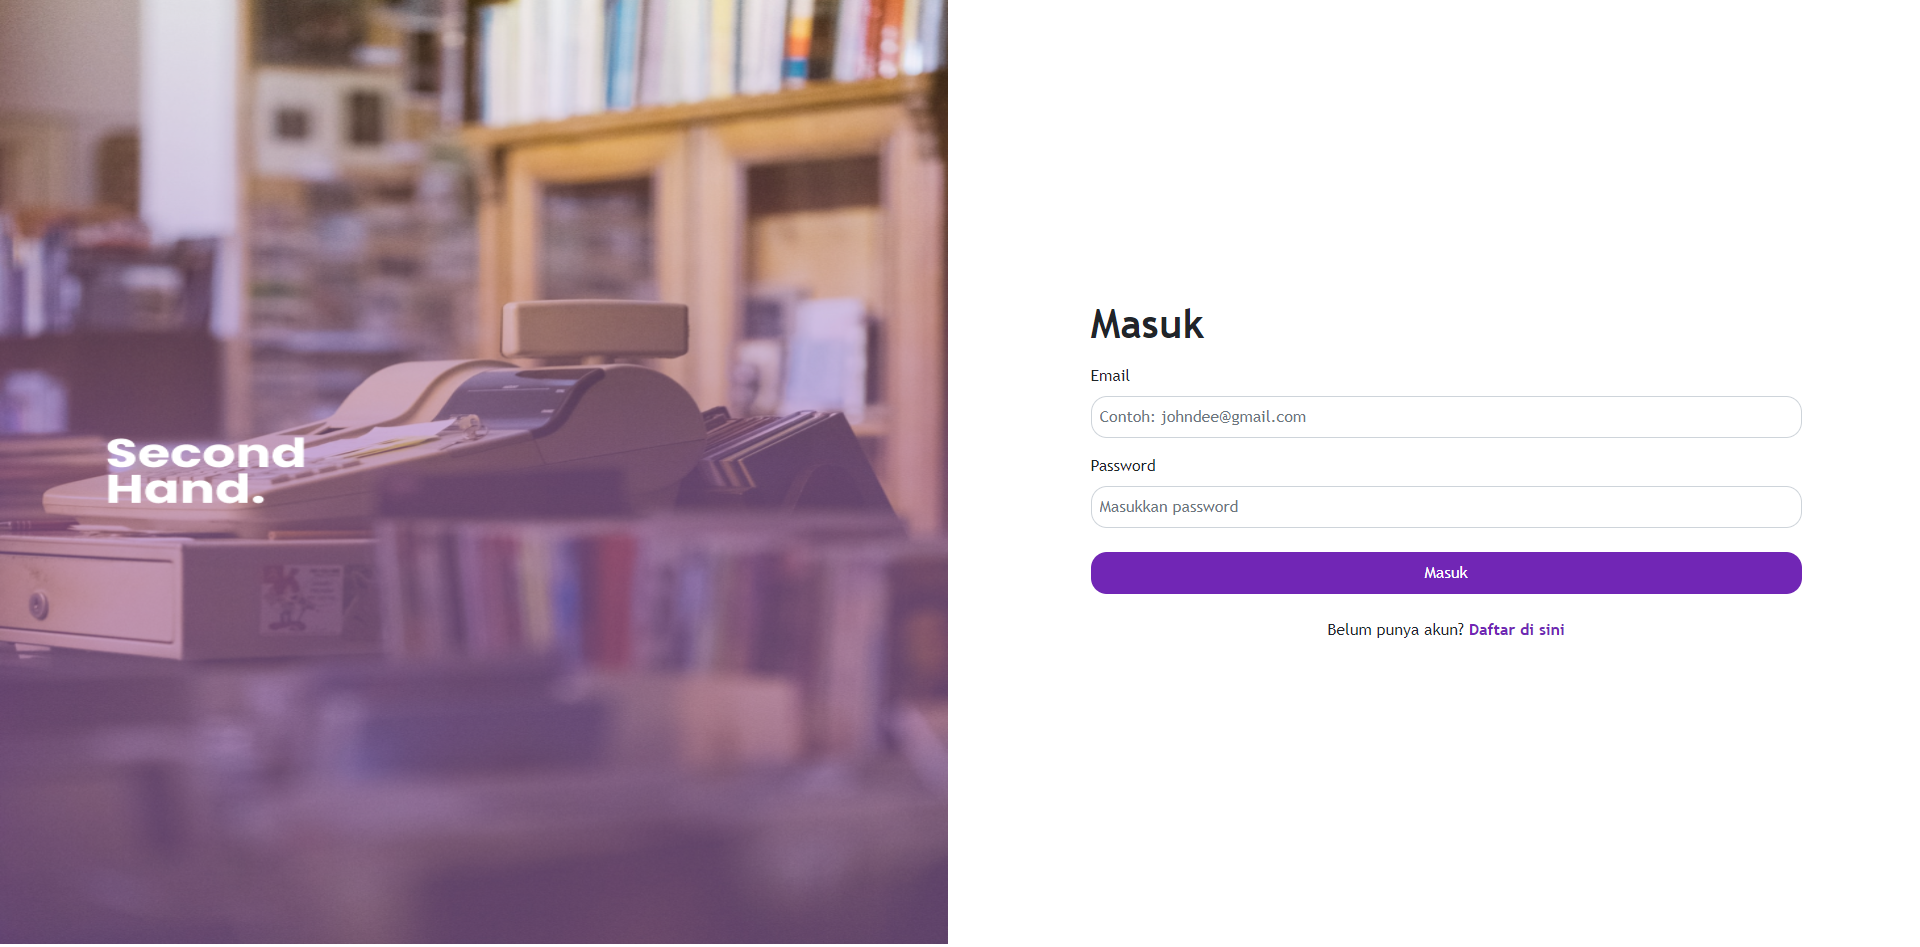 Second
Hand.
Masuk
Email
Contoh: johndee@gmail.com
Password
Masukkan password
Masuk
Belum punya akun? Daftar di sini